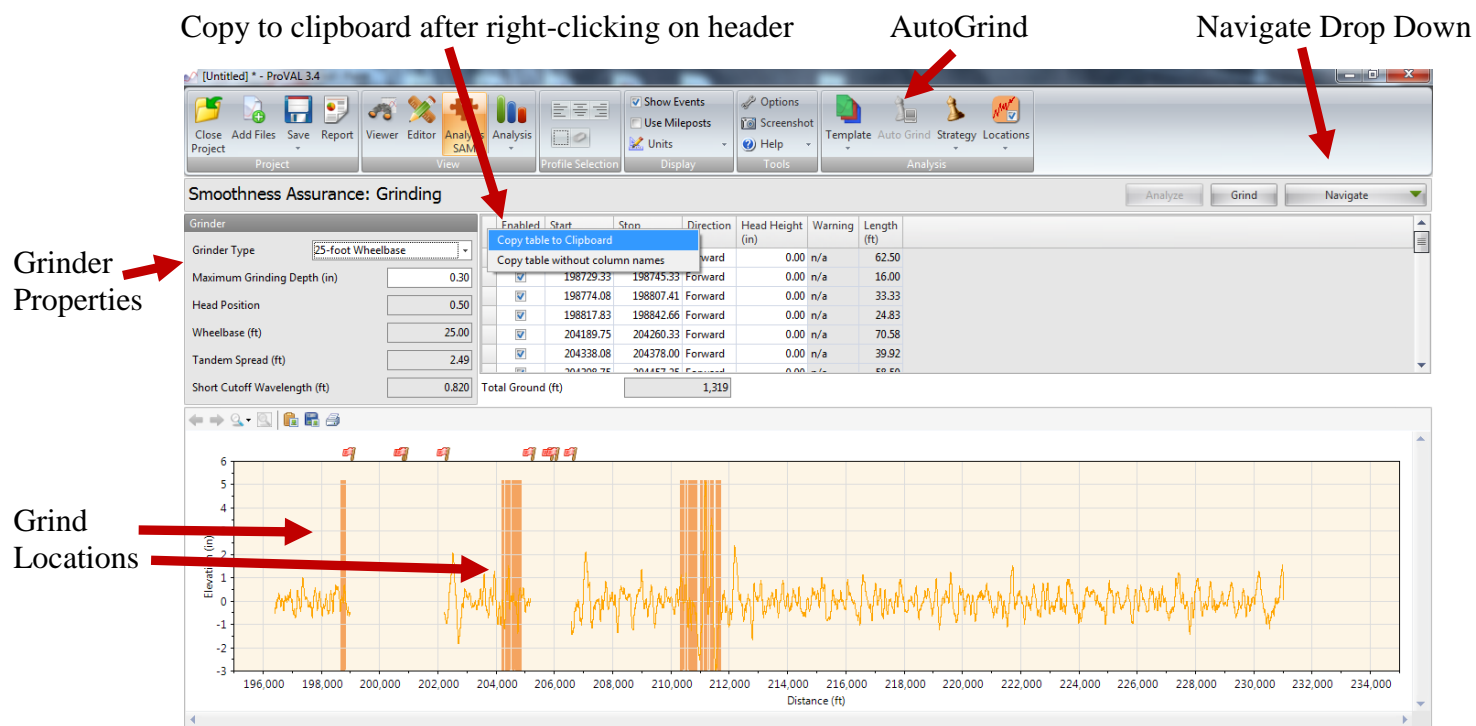 Copy to clipboard after right-clicking on header AutoGrind Navigate Drop Down
[Untitled] * - ProVAL 3.4
Show Events Options
Use Mileposts Screenshot
Close Project Add Files Save Report Viewer Editor Analysis SAM Analysis Units Help Template Auto Grind Strategy Locations
Project View Profile Selection Display Tools Analysis
Smoothness Assurance: Grinding Analyze Grind Navigate
Grinder
Grinder Type 25-foot Wheelbase
Maximum Grinding Depth (in) 0.30
Head Position 0.50
Wheelbase (ft) 25.00
Tandem Spread (ft) 2.49
Short Cutoff Wavelength (ft) 0.820
Grinder
Properties
Enabled Start Stop Direction Head Height (in) Warning Length (ft)
Copy table to Clipboard
Copy table without column names
0.00 n/a 62.50
198729.33 198745.33 Forward 0.00 n/a 16.00
198774.08 198807.41 Forward 0.00 n/a 33.33
198817.83 198842.66 Forward 0.00 n/a 24.83
204189.75 204260.33 Forward 0.00 n/a 70.58
204338.08 204378.00 Forward 0.00 n/a 39.92
Total Ground (ft) 1,319
Grind
Locations
Elevation (in)
6
5
4
2
1
0
-1
-2
-3
196,000 198,000 200,000 202,000 204,000 206,000 208,000 210,000 212,000 214,000 216,000 218,000 220,000 222,000 224,000 226,000 228,000 230,000 232,000 234,000
Distance (ft)